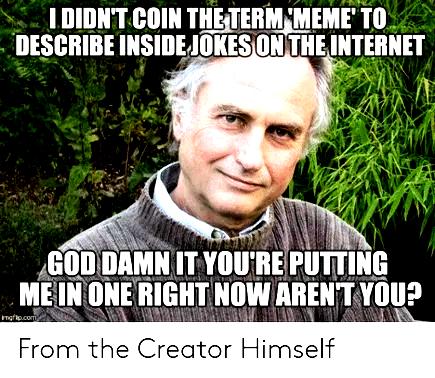 I DIDN'T COIN THE TERM 'MEME' TO
DESCRIBE INSIDE JOKES ON THE INTERNET
GOD DAMN IT YOU'RE PUTTING
ME IN ONE RIGHT NOW AREN'T YOU?
imgflip.com
From the Creator Himself